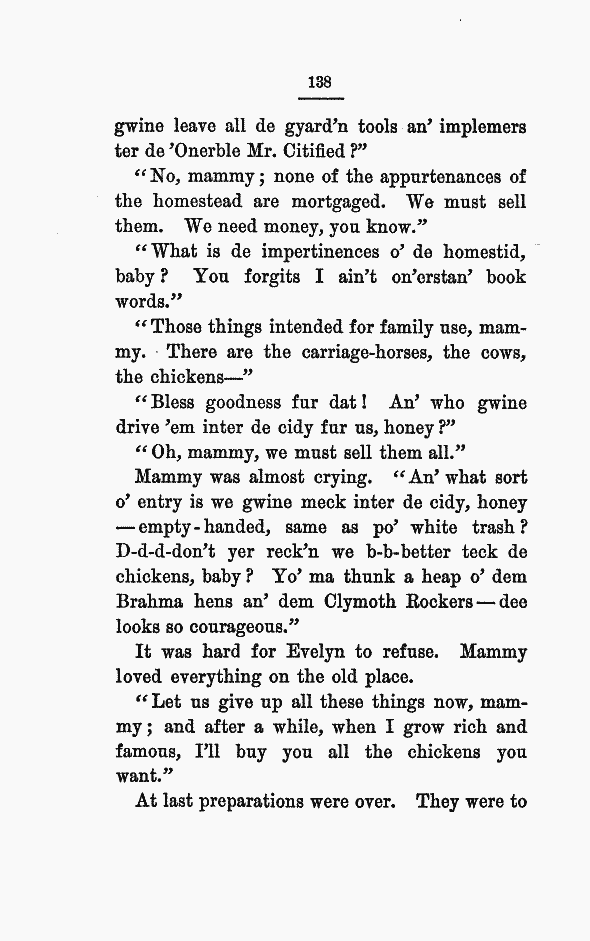 138
gwine leave all de gyard'n tools an' implemers
ter de 'Onerble Mr. Citified?"
"No, mammy; none of the appurtenances of
the homestead are mortgaged. We must sell
them. We need money, you know."
"What is de impertinences o' de homestid,
baby? You forgits I ain't on'erstan' book
words."
"Those things intended for family use, mam-
my. There are the carriage-horses, the cows,
the chickens—"
"Bless goodness fur dat! An' who gwine
drive 'em inter de cidy fur us, honey?"
"Oh, mammy, we must sell them all."
Mammy was almost crying. "An' what sort
o' entry is we gwine meck inter de cidy, honey
—empty-handed, same as po' white trash?
D-d-d-don't yer reck'n we b-b-better teck de
chickens, baby? Yo' ma thunk a heap o' dem
Brahma hens an' dem Clymoth Rockers—dee
looks so courageous."
It was hard for Evelyn to refuse. Mammy
loved everything on the old place.
"Let us give up all these things now, mam-
my; and after a while, when I grow rich and
famous, I'll buy you all the chickens you
want."
At last preparations were over. They were to